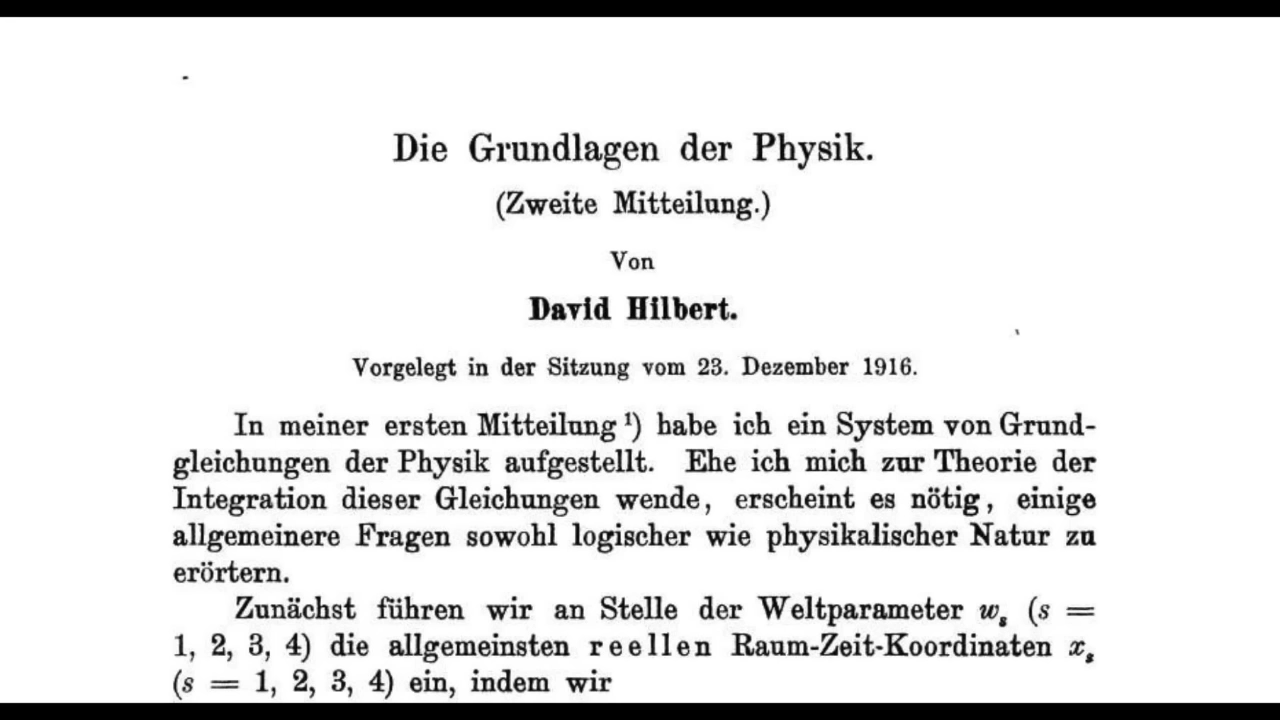 Die Grundlagen der Physik.
(Zweite Mitteilung.)
Von
David Hilbert.
Vorgelegt in der Sitzung vom 23. Dezember 1916.
In meiner ersten Mitteilung ¹) habe ich ein System von Grund-
gleichungen der Physik aufgestellt. Ehe ich mich zur Theorie der
Integration dieser Gleichungen wende, erscheint es nötig, einige
allgemeinere Fragen sowohl logischer wie physikalischer Natur zu
erörtern.
Zunächst führen wir an Stelle der Weltparameter wₛ (s =
1, 2, 3, 4) die allgemeinsten reellen Raum-Zeit-Koordinaten xₛ
(s = 1, 2, 3, 4) ein, indem wir